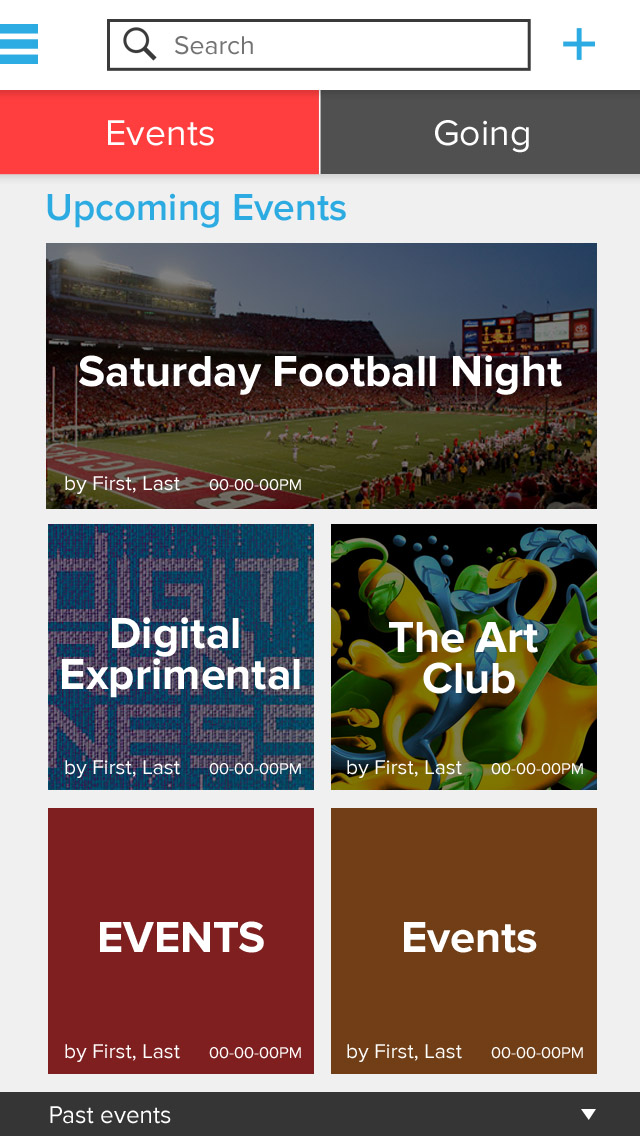 Search
Events
Going
Upcoming Events
Saturday Football Night
by First, Last 00-00-00PM
Digital
Exprimental
by First, Last 00-00-00PM
The Art
Club
by First, Last 00-00-00PM
EVENTS
by First, Last 00-00-00PM
Events
by First, Last 00-00-00PM
Past events